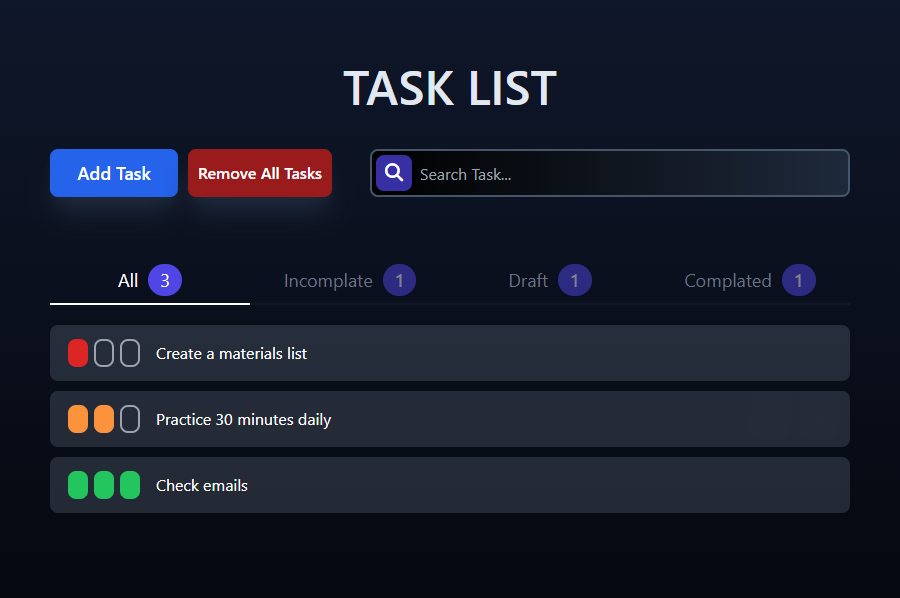 TASK LIST
Add Task
Remove All Tasks
Search Task...
All 3
Incomplate 1
Draft 1
Complated 1
Create a materials list
Practice 30 minutes daily
Check emails